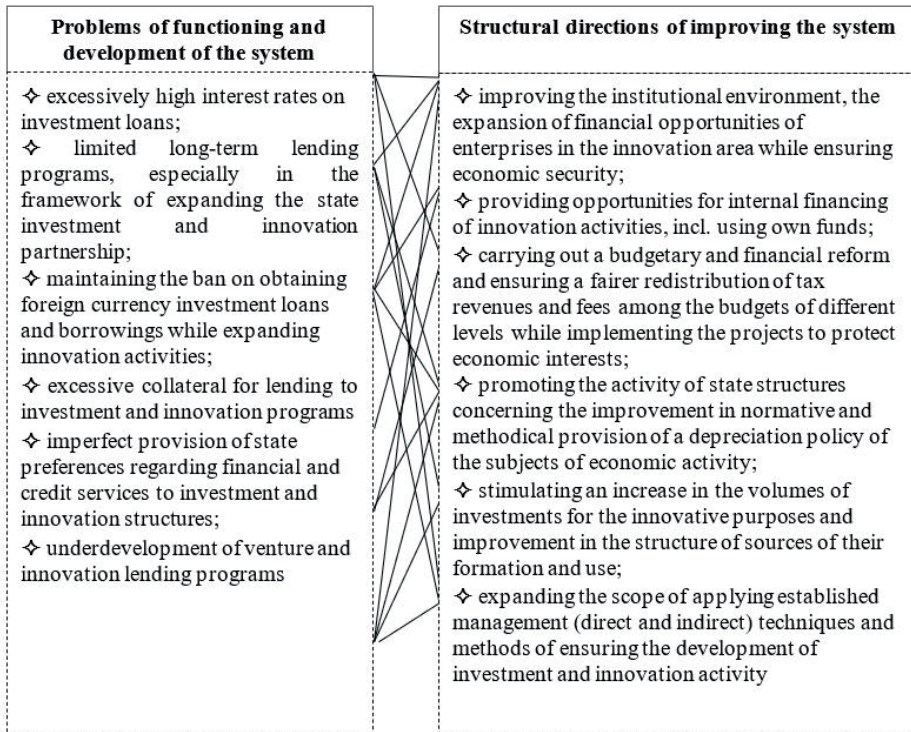 Problems of functioning and
development of the system
✧ excessively high interest rates on
investment loans;
✧ limited long-term lending
programs, especially in the
framework of expanding the state
investment and innovation
partnership;
✧ maintaining the ban on obtaining
foreign currency investment loans
and borrowings while expanding
innovation activities;
✧ excessive collateral for lending to
investment and innovation programs
✧ imperfect provision of state
preferences regarding financial and
credit services to investment and
innovation structures;
✧ underdevelopment of venture and
innovation lending programs
Structural directions of improving the system
✧ improving the institutional environment, the
expansion of financial opportunities of
enterprises in the innovation area while ensuring
economic security;
✧ providing opportunities for internal financing
of innovation activities, incl. using own funds;
✧ carrying out a budgetary and financial reform
and ensuring a fairer redistribution of tax
revenues and fees among the budgets of different
levels while implementing the projects to protect
economic interests;
✧ promoting the activity of state structures
concerning the improvement in normative and
methodical provision of a depreciation policy of
the subjects of economic activity;
✧ stimulating an increase in the volumes of
investments for the innovative purposes and
improvement in the structure of sources of their
formation and use;
✧ expanding the scope of applying established
management (direct and indirect) techniques and
methods of ensuring the development of
investment and innovation activity